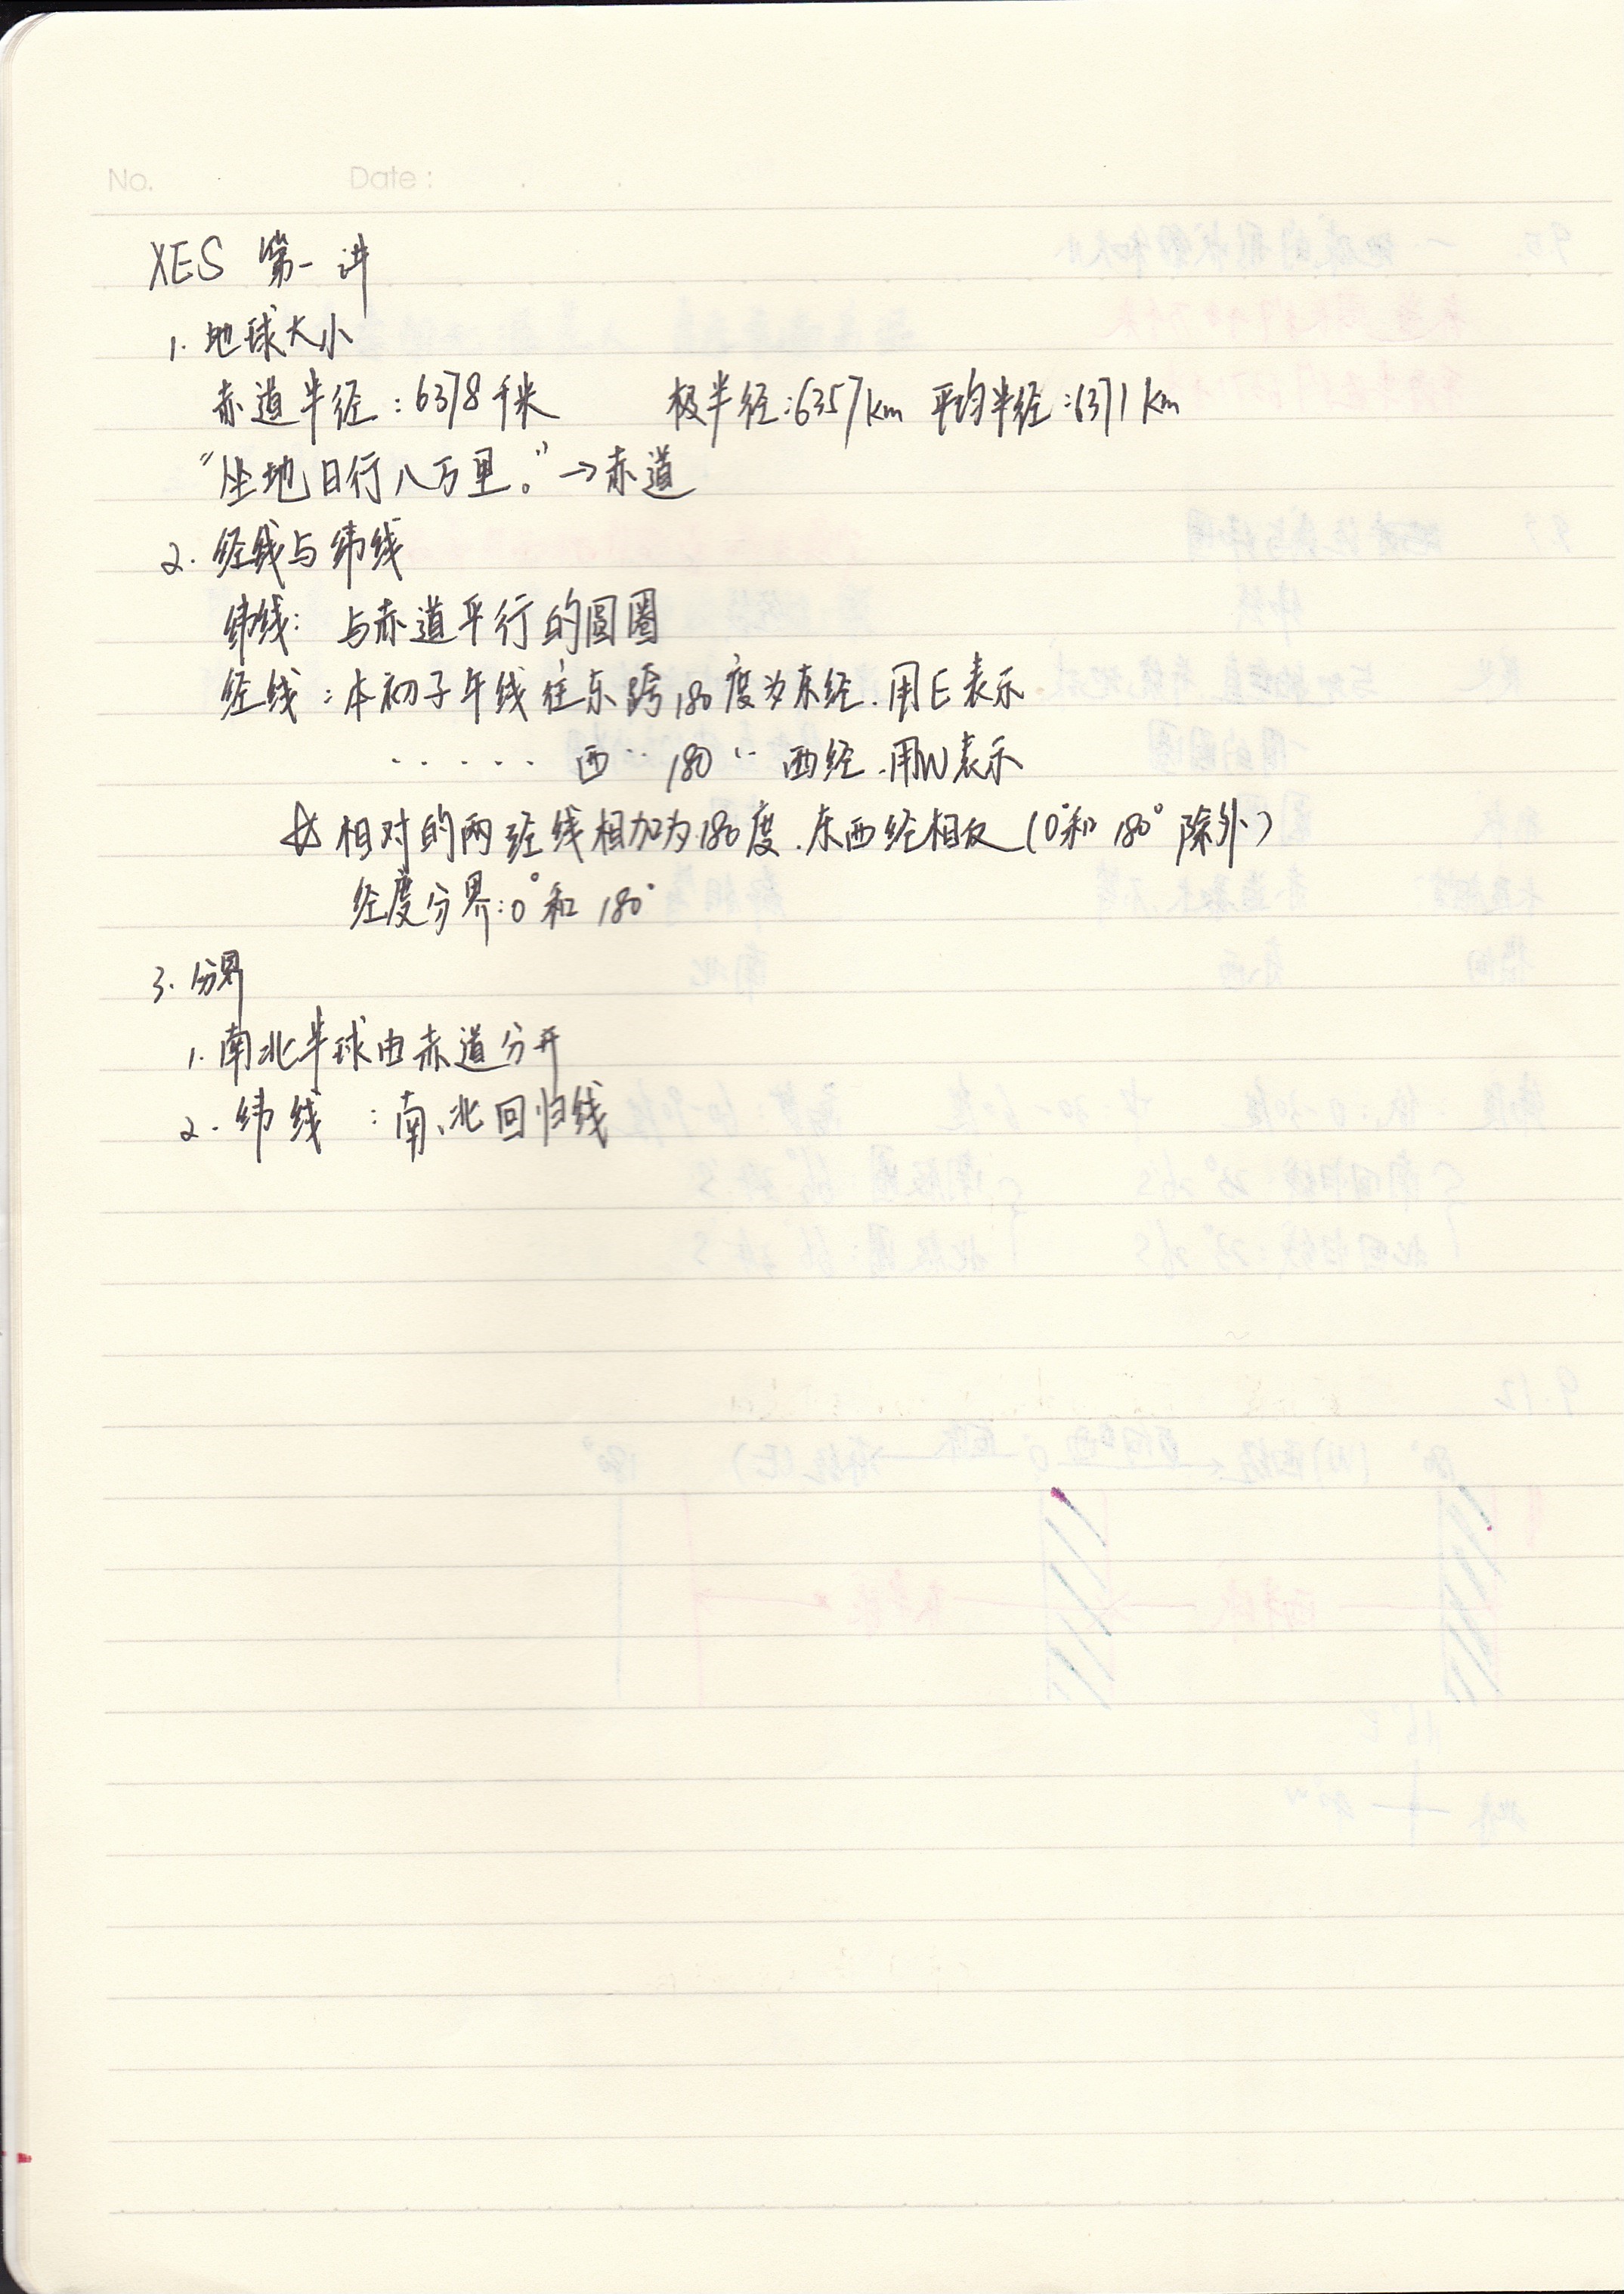 No. Date: . .
XES 第一讲
1. 地球大小
赤道半径:6378千米 极半径:6357km 平均半径:6371km
“坐地日行八万里。”→赤道
2. 经线与纬线
纬线: 与赤道平行的圆圈
经线:本初子午线往东跨180度为东经.用E表示
. . . . . . 西 ·· 180 ·· 西经.用W表示
☆ 相对的两经线相加为180度.东西经相反(0°和180°除外)
经度分界:0°和180°
3. 分界
1. 南北半球由赤道分开
2. 纬线 :南、北回归线